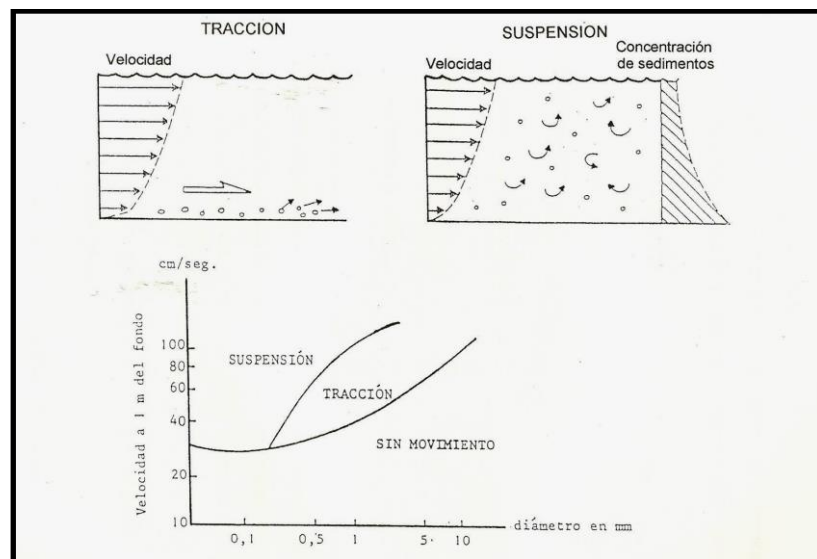 TRACCION
SUSPENSION
Velocidad
Velocidad
Concentración
de sedimentos
cm/seg.
Velocidad a 1 m del fondo
100
80
60
40
20
10
SUSPENSIÓN
TRACCIÓN
SIN MOVIMIENTO
0,1
0,5
1
5·
10
diámetro en mm